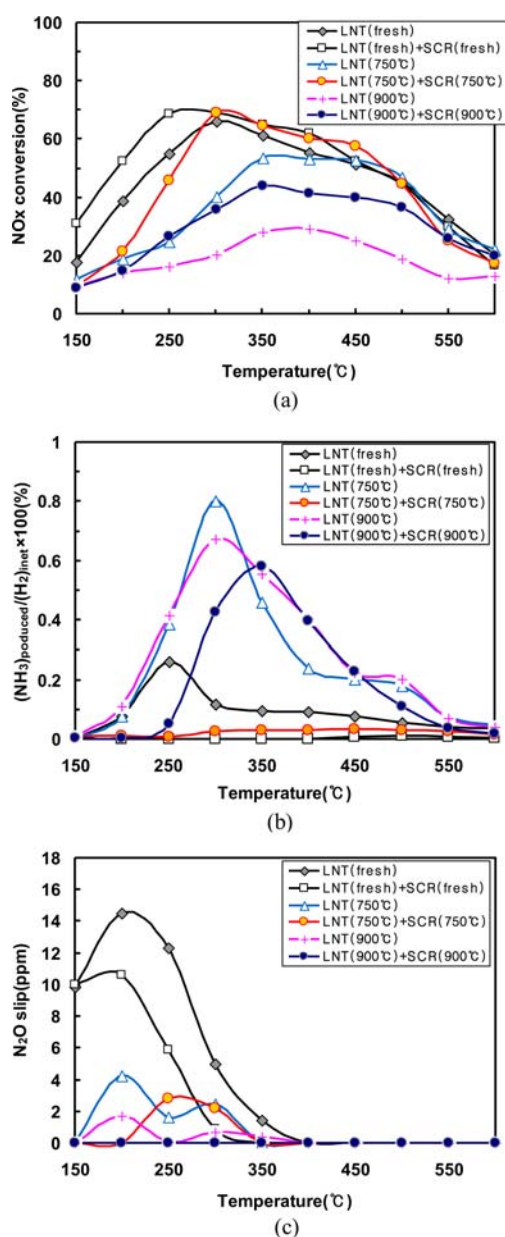 100
80
60
40
20
0
NOx conversion(%)
LNT(fresh)
LNT(fresh)+SCR(fresh)
LNT(750℃)
LNT(750℃)+SCR(750℃)
LNT(900℃)
LNT(900℃)+SCR(900℃)
150 250 350 450 550
Temperature(℃)
(a)
1
0.8
0.6
0.4
0.2
0
(NH3)poduced/(H2)inet×100(%)
LNT(fresh)
LNT(fresh)+SCR(fresh)
LNT(750℃)
LNT(750℃)+SCR(750℃)
LNT(900℃)
LNT(900℃)+SCR(900℃)
150 250 350 450 550
Temperature(℃)
(b)
18
16
14
12
10
8
6
4
2
0
N2O slip(ppm)
LNT(fresh)
LNT(fresh)+SCR(fresh)
LNT(750℃)
LNT(750℃)+SCR(750℃)
LNT(900℃)
LNT(900℃)+SCR(900℃)
150 250 350 450 550
Temperature(℃)
(c)